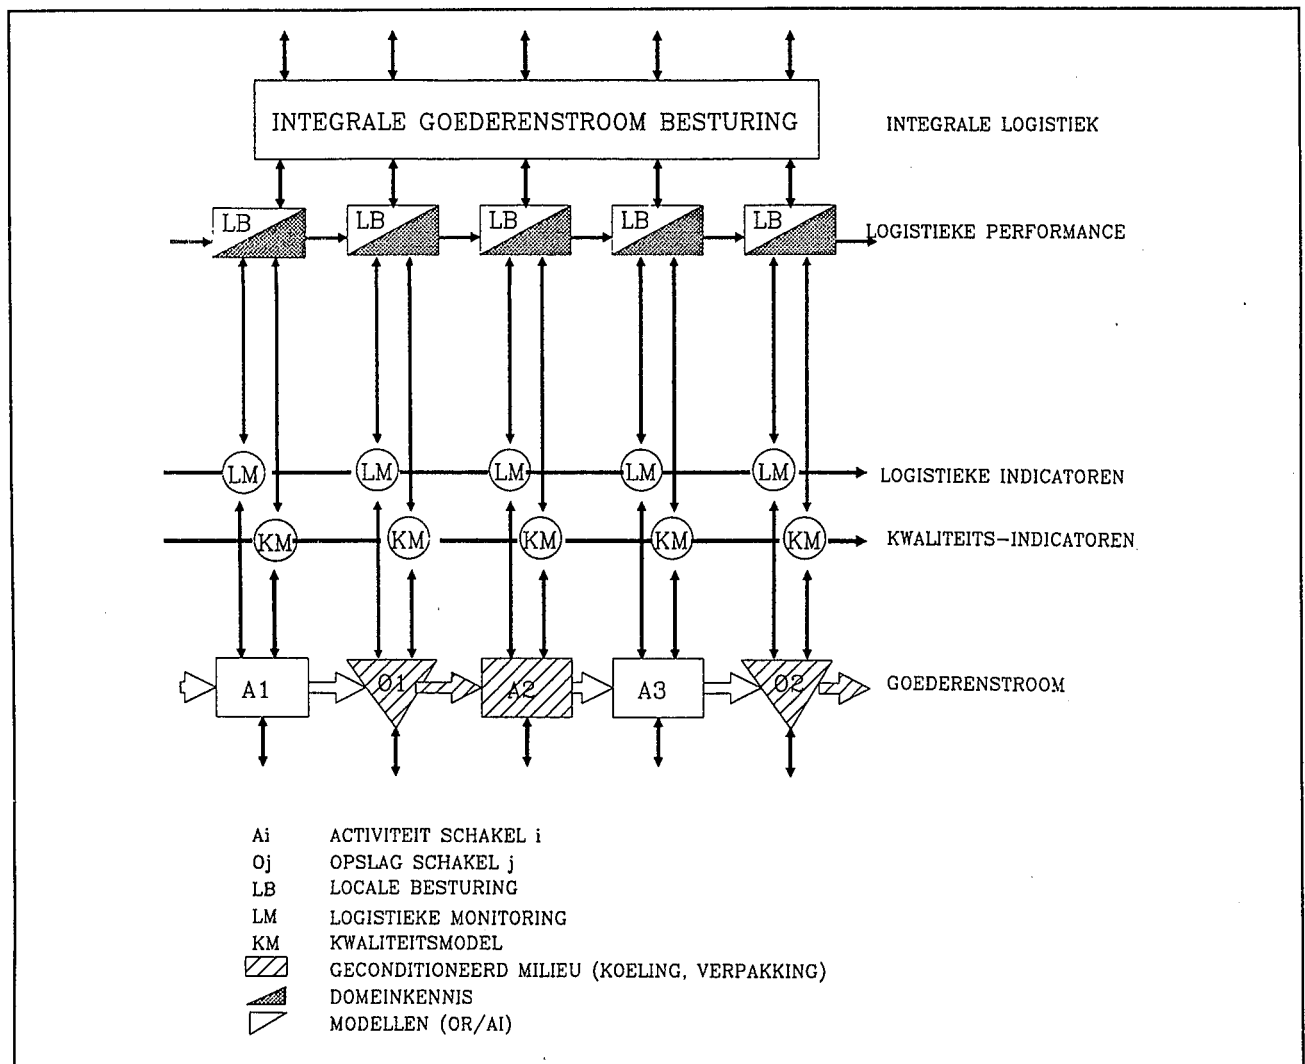 INTEGRALE GOEDERENSTROOM BESTURING
INTEGRALE LOGISTIEK
LB LB LB LB LB
LOGISTIEKE PERFORMANCE
LM LM LM LM LM
LOGISTIEKE INDICATOREN
KM KM KM KM KM
KWALITEITS-INDICATOREN
A1 O1 A2 A3 O2
GOEDERENSTROOM
Ai ACTIVITEIT SCHAKEL i
Oj OPSLAG SCHAKEL j
LB LOCALE BESTURING
LM LOGISTIEKE MONITORING
KM KWALITEITSMODEL
GECONDITIONEERD MILIEU (KOELING, VERPAKKING)
DOMEINKENNIS
MODELLEN (OR/AI)